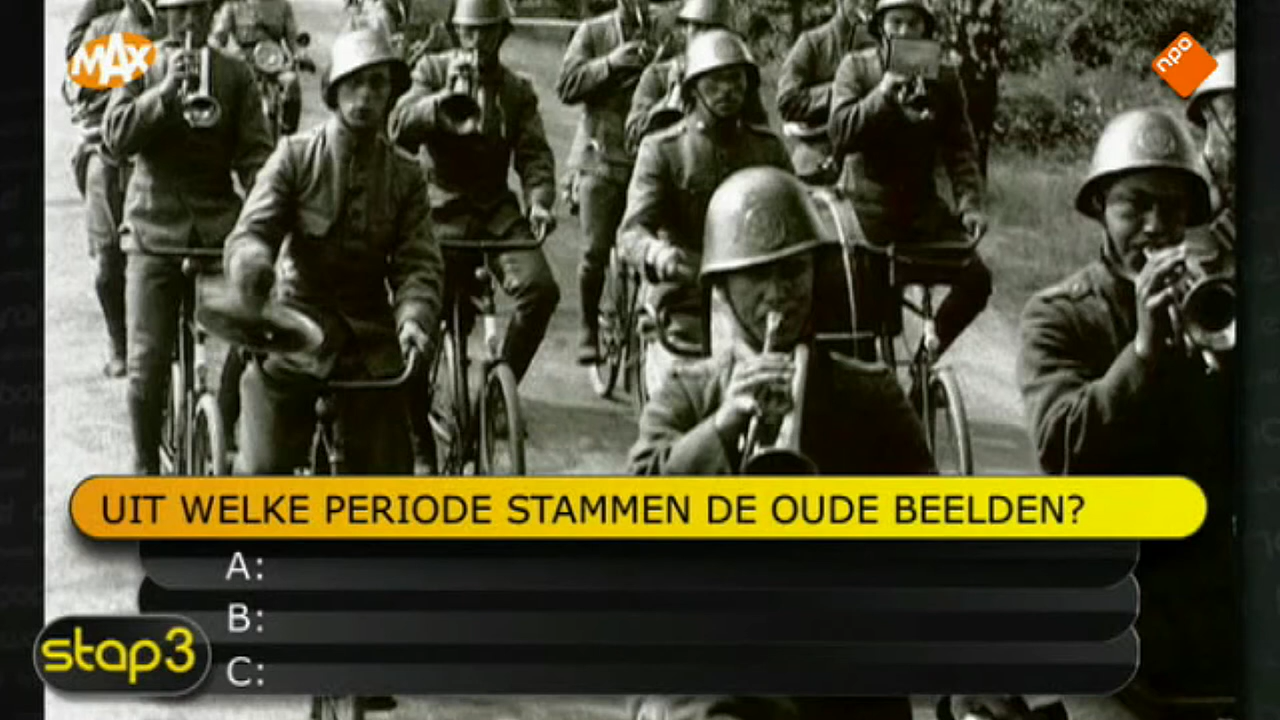 MAX
npo
UIT WELKE PERIODE STAMMEN DE OUDE BEELDEN?
A:
B:
C:
stap3